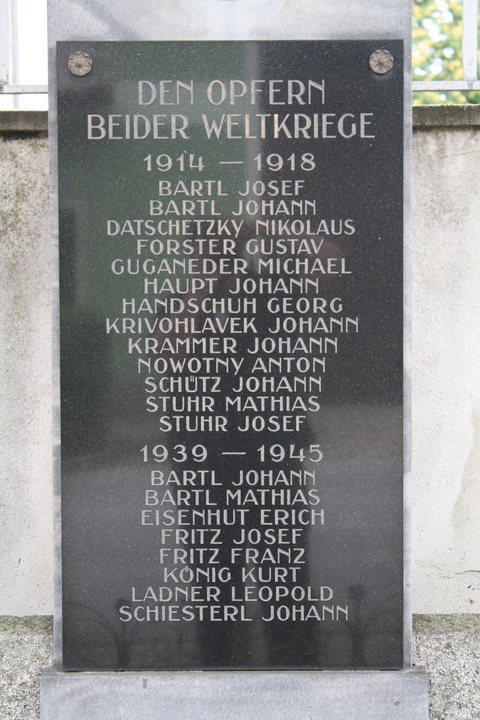 DEN OPFERN
BEIDER WELTKRIEGE
1914 — 1918
BARTL JOSEF
BARTL JOHANN
DATSCHETZKY NIKOLAUS
FORSTER GUSTAV
GUGANEDER MICHAEL
HAUPT JOHANN
HANDSCHUH GEORG
KRIVOHLAVEK JOHANN
KRAMMER JOHANN
NOWOTNY ANTON
SCHÜTZ JOHANN
STUHR MATHIAS
STUHR JOSEF
1939 — 1945
BARTL JOHANN
BARTL MATHIAS
EISENHUT ERICH
FRITZ JOSEF
FRITZ FRANZ
KÖNIG KURT
LADNER LEOPOLD
SCHIESTERL JOHANN